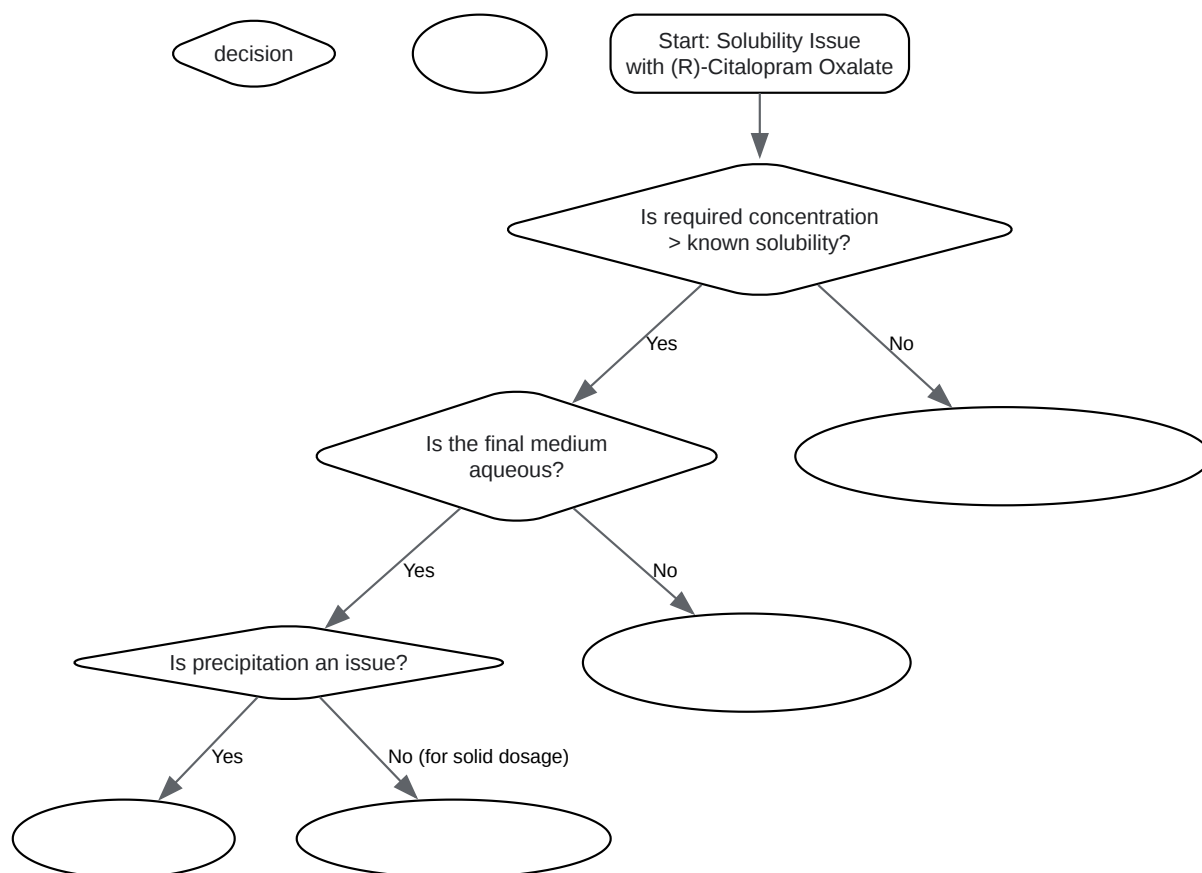 decision
Start: Solubility Issue
with (R)-Citalopram Oxalate
Is required concentration
> known solubility?
Yes
No
Is the final medium
aqueous?
Yes
No
Is precipitation an issue?
Yes
No (for solid dosage)